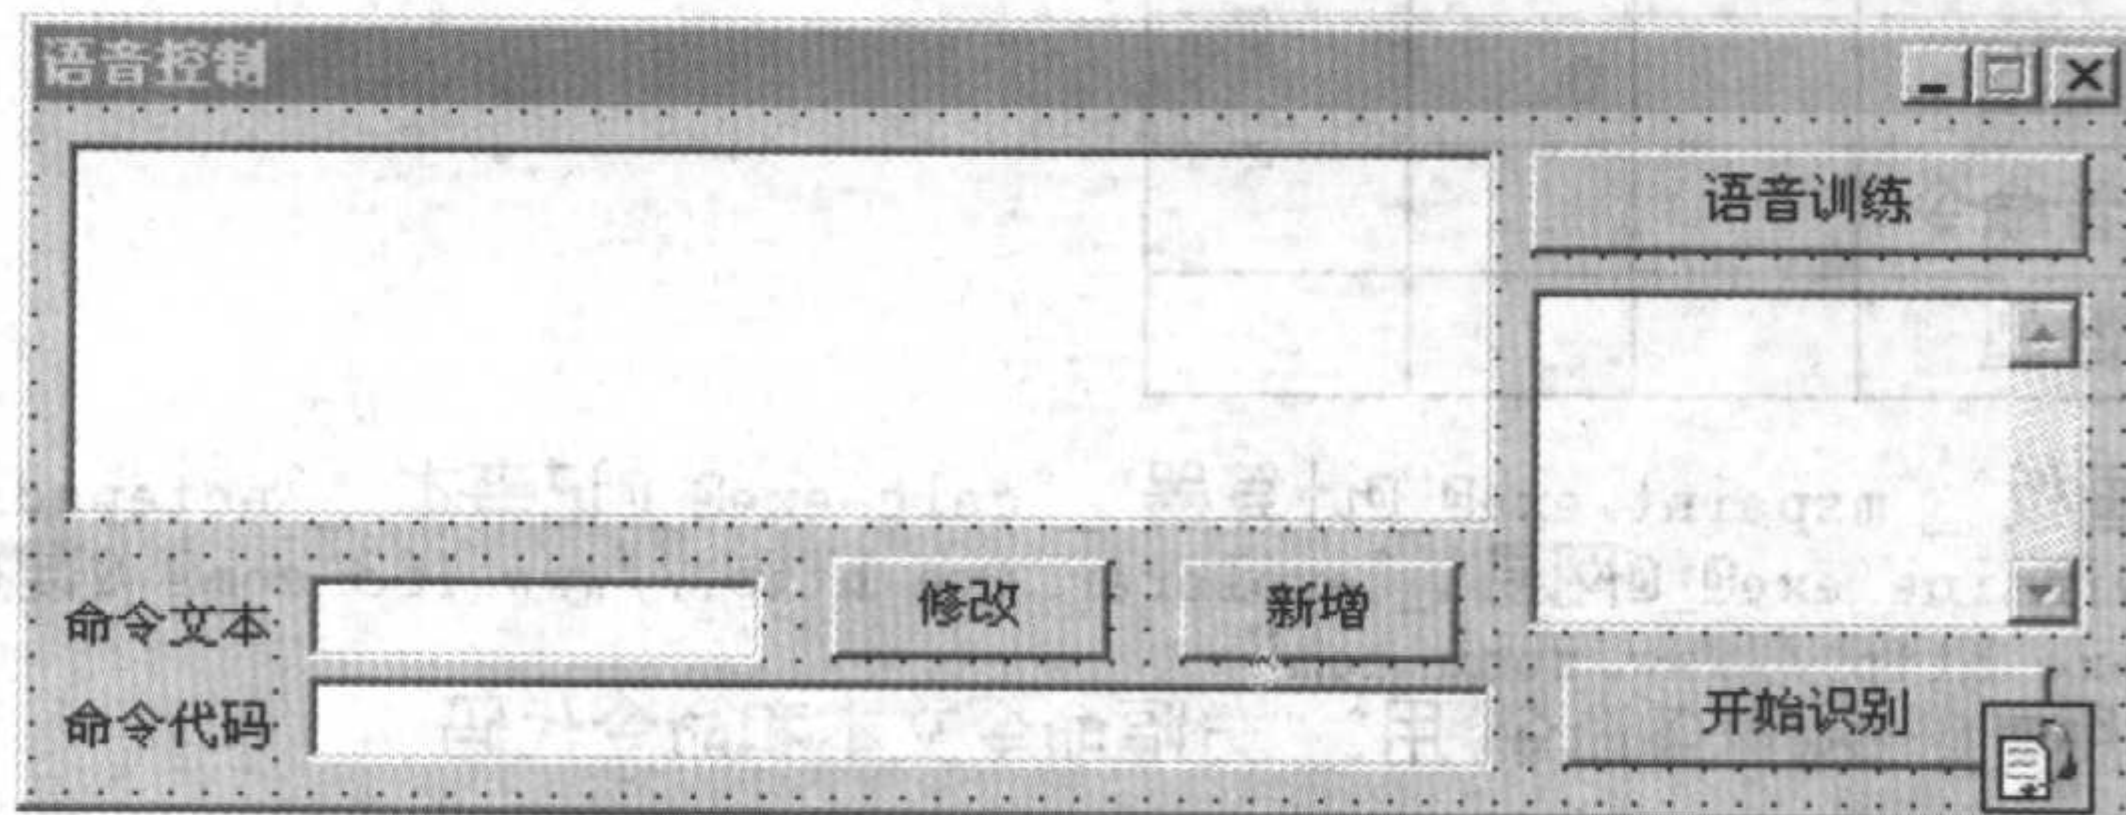 语音控制
语音训练
命令文本
修改
新增
命令代码
开始识别